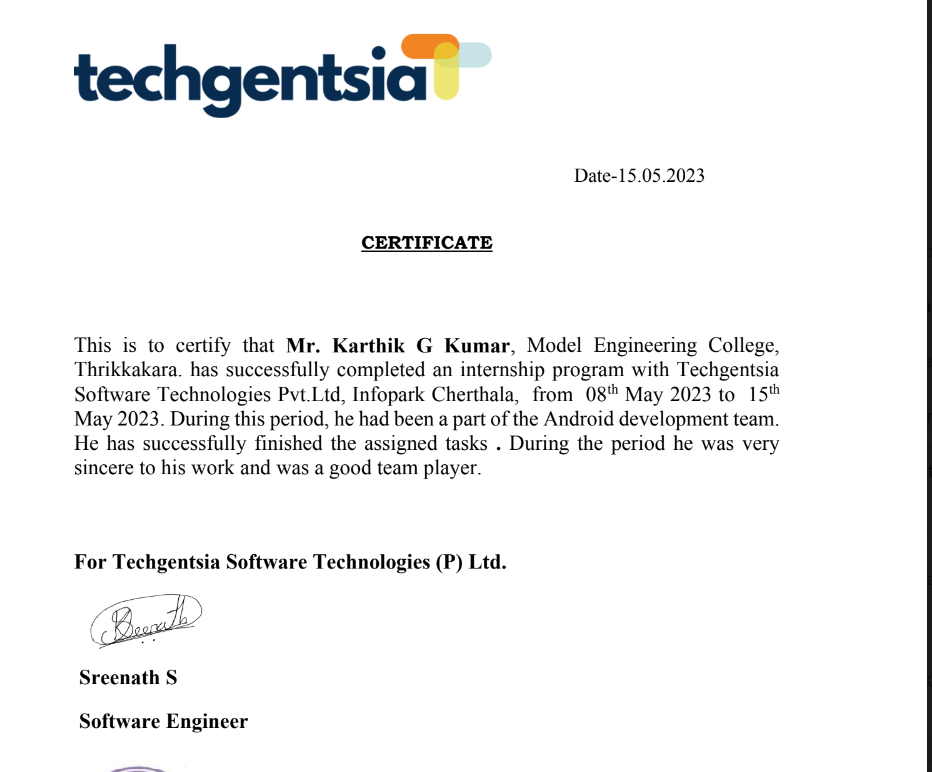 techgentsia
Date-15.05.2023
CERTIFICATE
This is to certify that Mr. Karthik G Kumar, Model Engineering College,
Thrikkakara. has successfully completed an internship program with Techgentsia
Software Technologies Pvt.Ltd, Infopark Cherthala, from 08th May 2023 to 15th
May 2023. During this period, he had been a part of the Android development team.
He has successfully finished the assigned tasks . During the period he was very
sincere to his work and was a good team player.
For Techgentsia Software Technologies (P) Ltd.
Sreenath
Sreenath S
Software Engineer